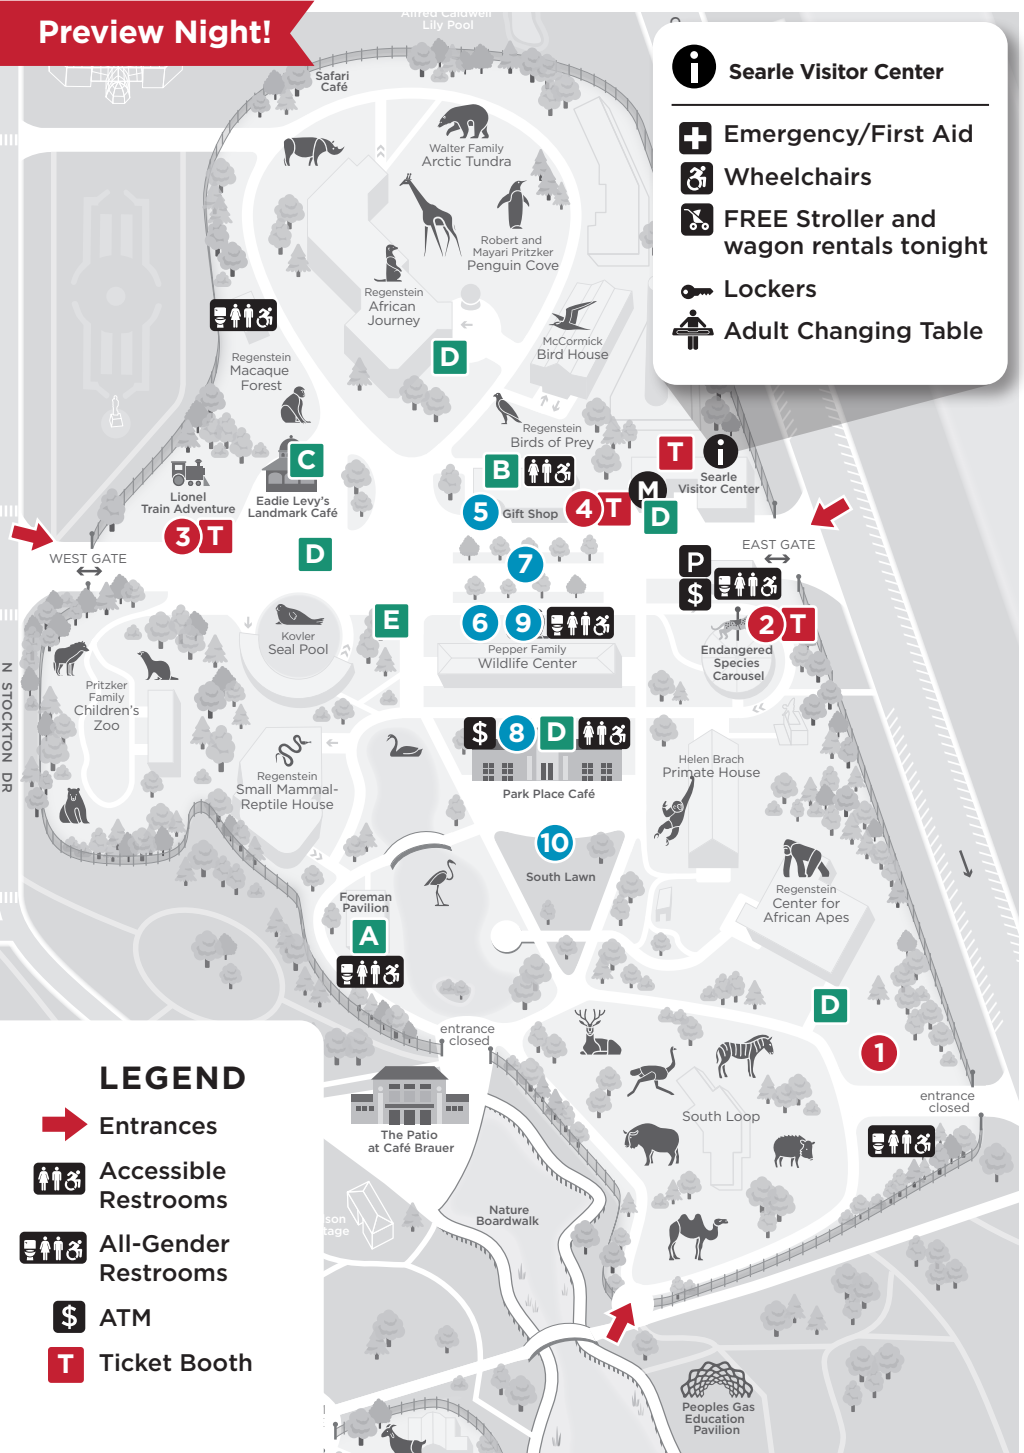 Preview Night!
Alfred Caldwell
Lily Pool
Searle Visitor Center
Emergency/First Aid
Wheelchairs
FREE Stroller and
wagon rentals tonight
Lockers
Adult Changing Table
Safari
Café
Walter Family
Arctic Tundra
Robert and
Mayari Pritzker
Penguin Cove
Regenstein
African
Journey
D
McCormick
Bird House
Regenstein
Macaque
Forest
Regenstein
Birds of Prey
C
B
T
Searle
Visitor Center
M
Lionel
Train Adventure
Eadie Levy's
Landmark Café
5
Gift Shop
4
T
D
3
T
WEST GATE
D
7
EAST GATE
P
$
Kovler
Seal Pool
E
6
9
2
T
Pepper Family
Wildlife Center
Endangered
Species
Carousel
N STOCKTON DR
Pritzker
Family
Children's
Zoo
$
8
D
Park Place Café
Helen Brach
Primate House
Regenstein
Small Mammal-
Reptile House
10
South Lawn
Regenstein
Center for
African Apes
Foreman
Pavilion
A
D
1
entrance
closed
entrance
closed
South Loop
The Patio
at Café Brauer
Nature
Boardwalk
son
tage
Peoples Gas
Education
Pavilion
LEGEND
Entrances
Accessible
Restrooms
All-Gender
Restrooms
$
ATM
T
Ticket Booth